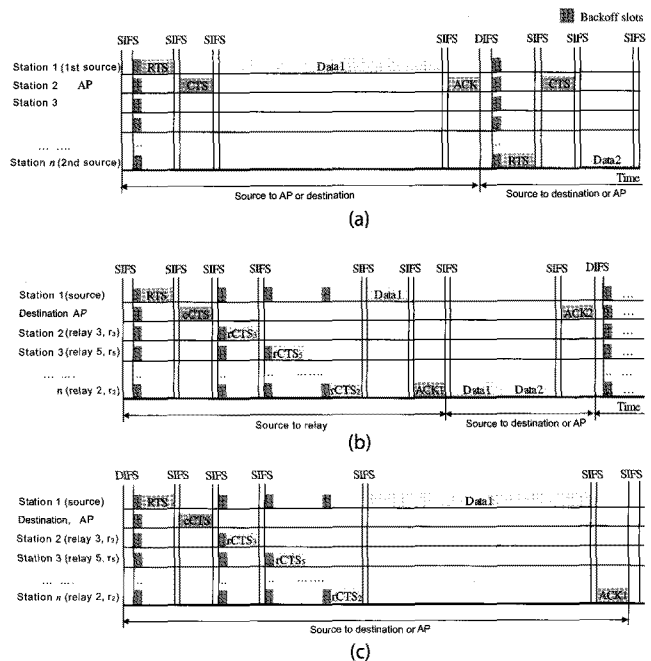 Backoff slots
SIFS SIFS SIFS SIFS DIFS SIFS SIFS SIFS
Station 1 (1st source) RTS Data1
Station 2 AP CTS ACK CTS
Station 3
... ...
Station n (2nd source) RTS Data2
Time
Source to AP or destination Source to destination or AP
(a)
SIFS SIFS SIFS SIFS SIFS SIFS SIFS SIFS DIFS
Station 1 (source) RTS Data1 ...
Destination AP eCTS ACK2 ...
Station 2 (relay 3, r3) rCTS3
Station 3 (relay 5, r5) rCTS5
... ... .. .. ....... .. ..
n (relay 2, r2) rCTS2 ACK1 Data1 Data2 ...
Time
Source to relay Source to destination or AP
(b)
DIFS SIFS SIFS SIFS SIFS SIFS SIFS
Station 1 (source) RTS Data1
Destination, AP eCTS
Station 2 (relay 3, r3) rCTS3
Station 3 (relay 5, r5) rCTS5
... ... .. .. ....... ..
Station n (relay 2, r2) rCTS2 ACK1
Source to destination or AP
(c)